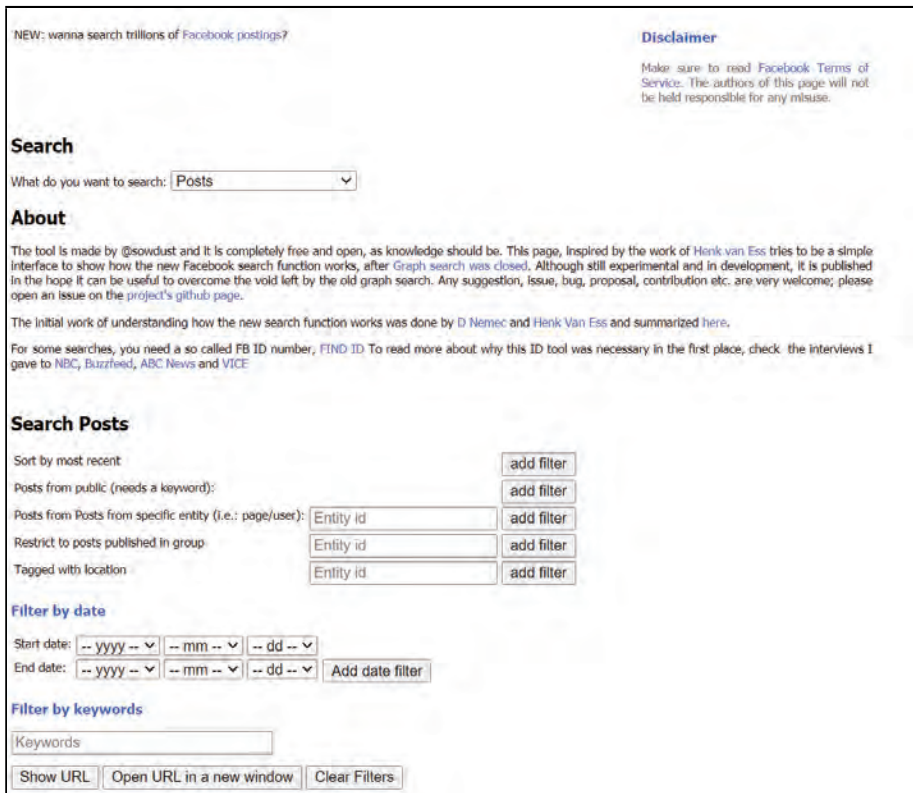 NEW: wanna search trillions of Facebook postings?
Disclaimer
Make sure to read Facebook Terms of
Service. The authors of this page will not
be held responsible for any misuse.
Search
What do you want to search: Posts
About
The tool is made by @sowdust and it is completely free and open, as knowledge should be. This page, inspired by the work of Henk van Ess tries to be a simple
interface to show how the new Facebook search function works, after Graph search was closed. Although still experimental and in development, it is published
in the hope it can be useful to overcome the void left by the old graph search. Any suggestion, issue, bug, proposal, contribution etc. are very welcome; please
open an issue on the project's github page.
The initial work of understanding how the new search function works was done by D Nemec and Henk Van Ess and summarized here.
For some searches, you need a so called FB ID number, FIND ID To read more about why this ID tool was necessary in the first place, check the interviews I
gave to NBC, Buzzfeed, ABC News and VICE
Search Posts
Sort by most recent add filter
Posts from public (needs a keyword): add filter
Posts from Posts from specific entity (i.e.: page/user): Entity id add filter
Restrict to posts published in group Entity id add filter
Tagged with location Entity id add filter
Filter by date
Start date: -- yyyy -- -- mm -- -- dd --
End date: -- yyyy -- -- mm -- -- dd -- Add date filter
Filter by keywords
Keywords
Show URL Open URL in a new window Clear Filters